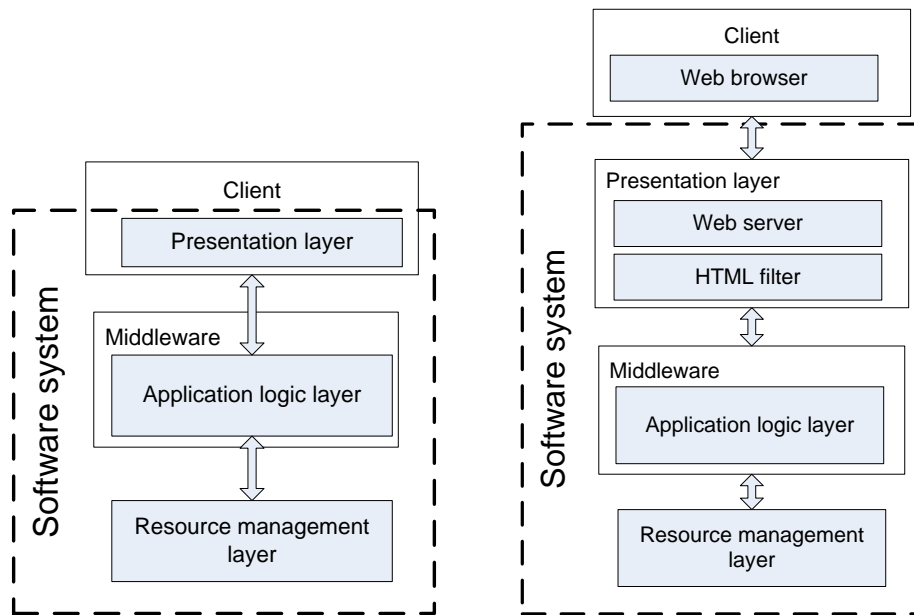 Client
Presentation layer
Middleware
Application logic layer
Resource management
layer
Software system
Client
Web browser
Presentation layer
Web server
HTML filter
Middleware
Application logic layer
Resource management
layer
Software system